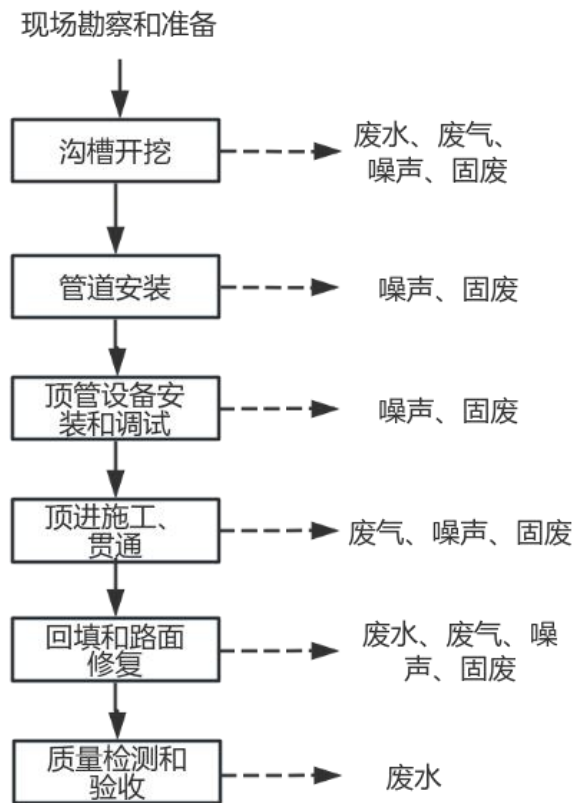 现场勘察和准备
沟槽开挖
废水、废气、
噪声、固废
管道安装
噪声、固废
顶管设备安
装和调试
噪声、固废
顶进施工、
贯通
废气、噪声、固废
回填和路面
修复
废水、废气、噪
声、固废
质量检测和
验收
废水